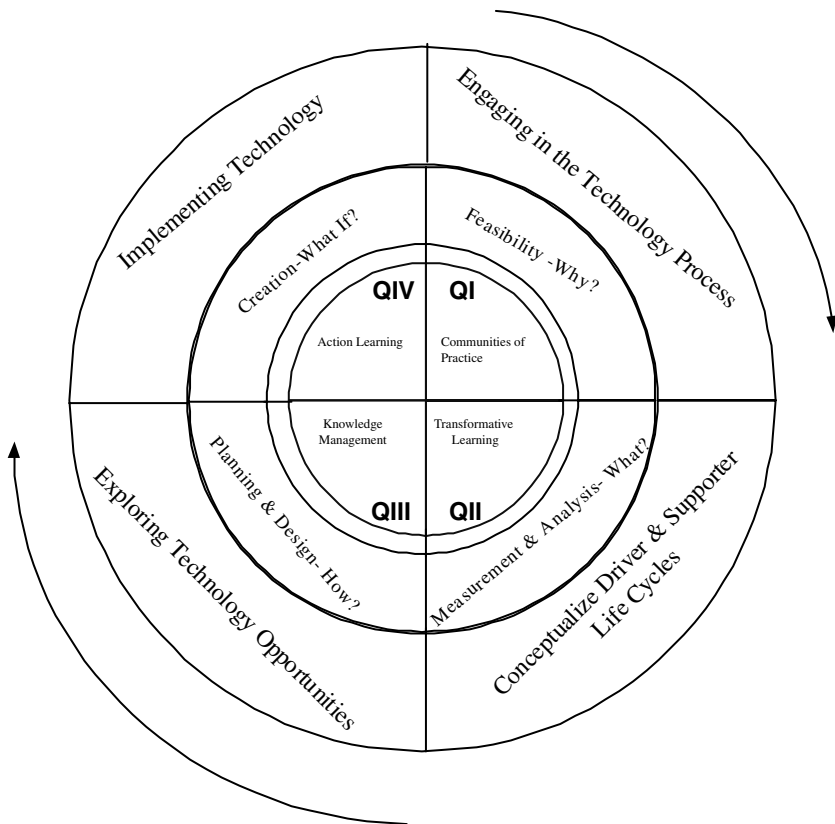 Implementing Technology
Engaging in the Technology Process
Creation-What If?
Feasibility -Why?
QIV
QI
Action Learning
Communities of
Practice
Knowledge
Management
Transformative
Learning
QIII
QII
Planning & Design- How?
Measurement & Analysis- What?
Exploring Technology Opportunities
Conceptualize Driver & Supporter
Life Cycles